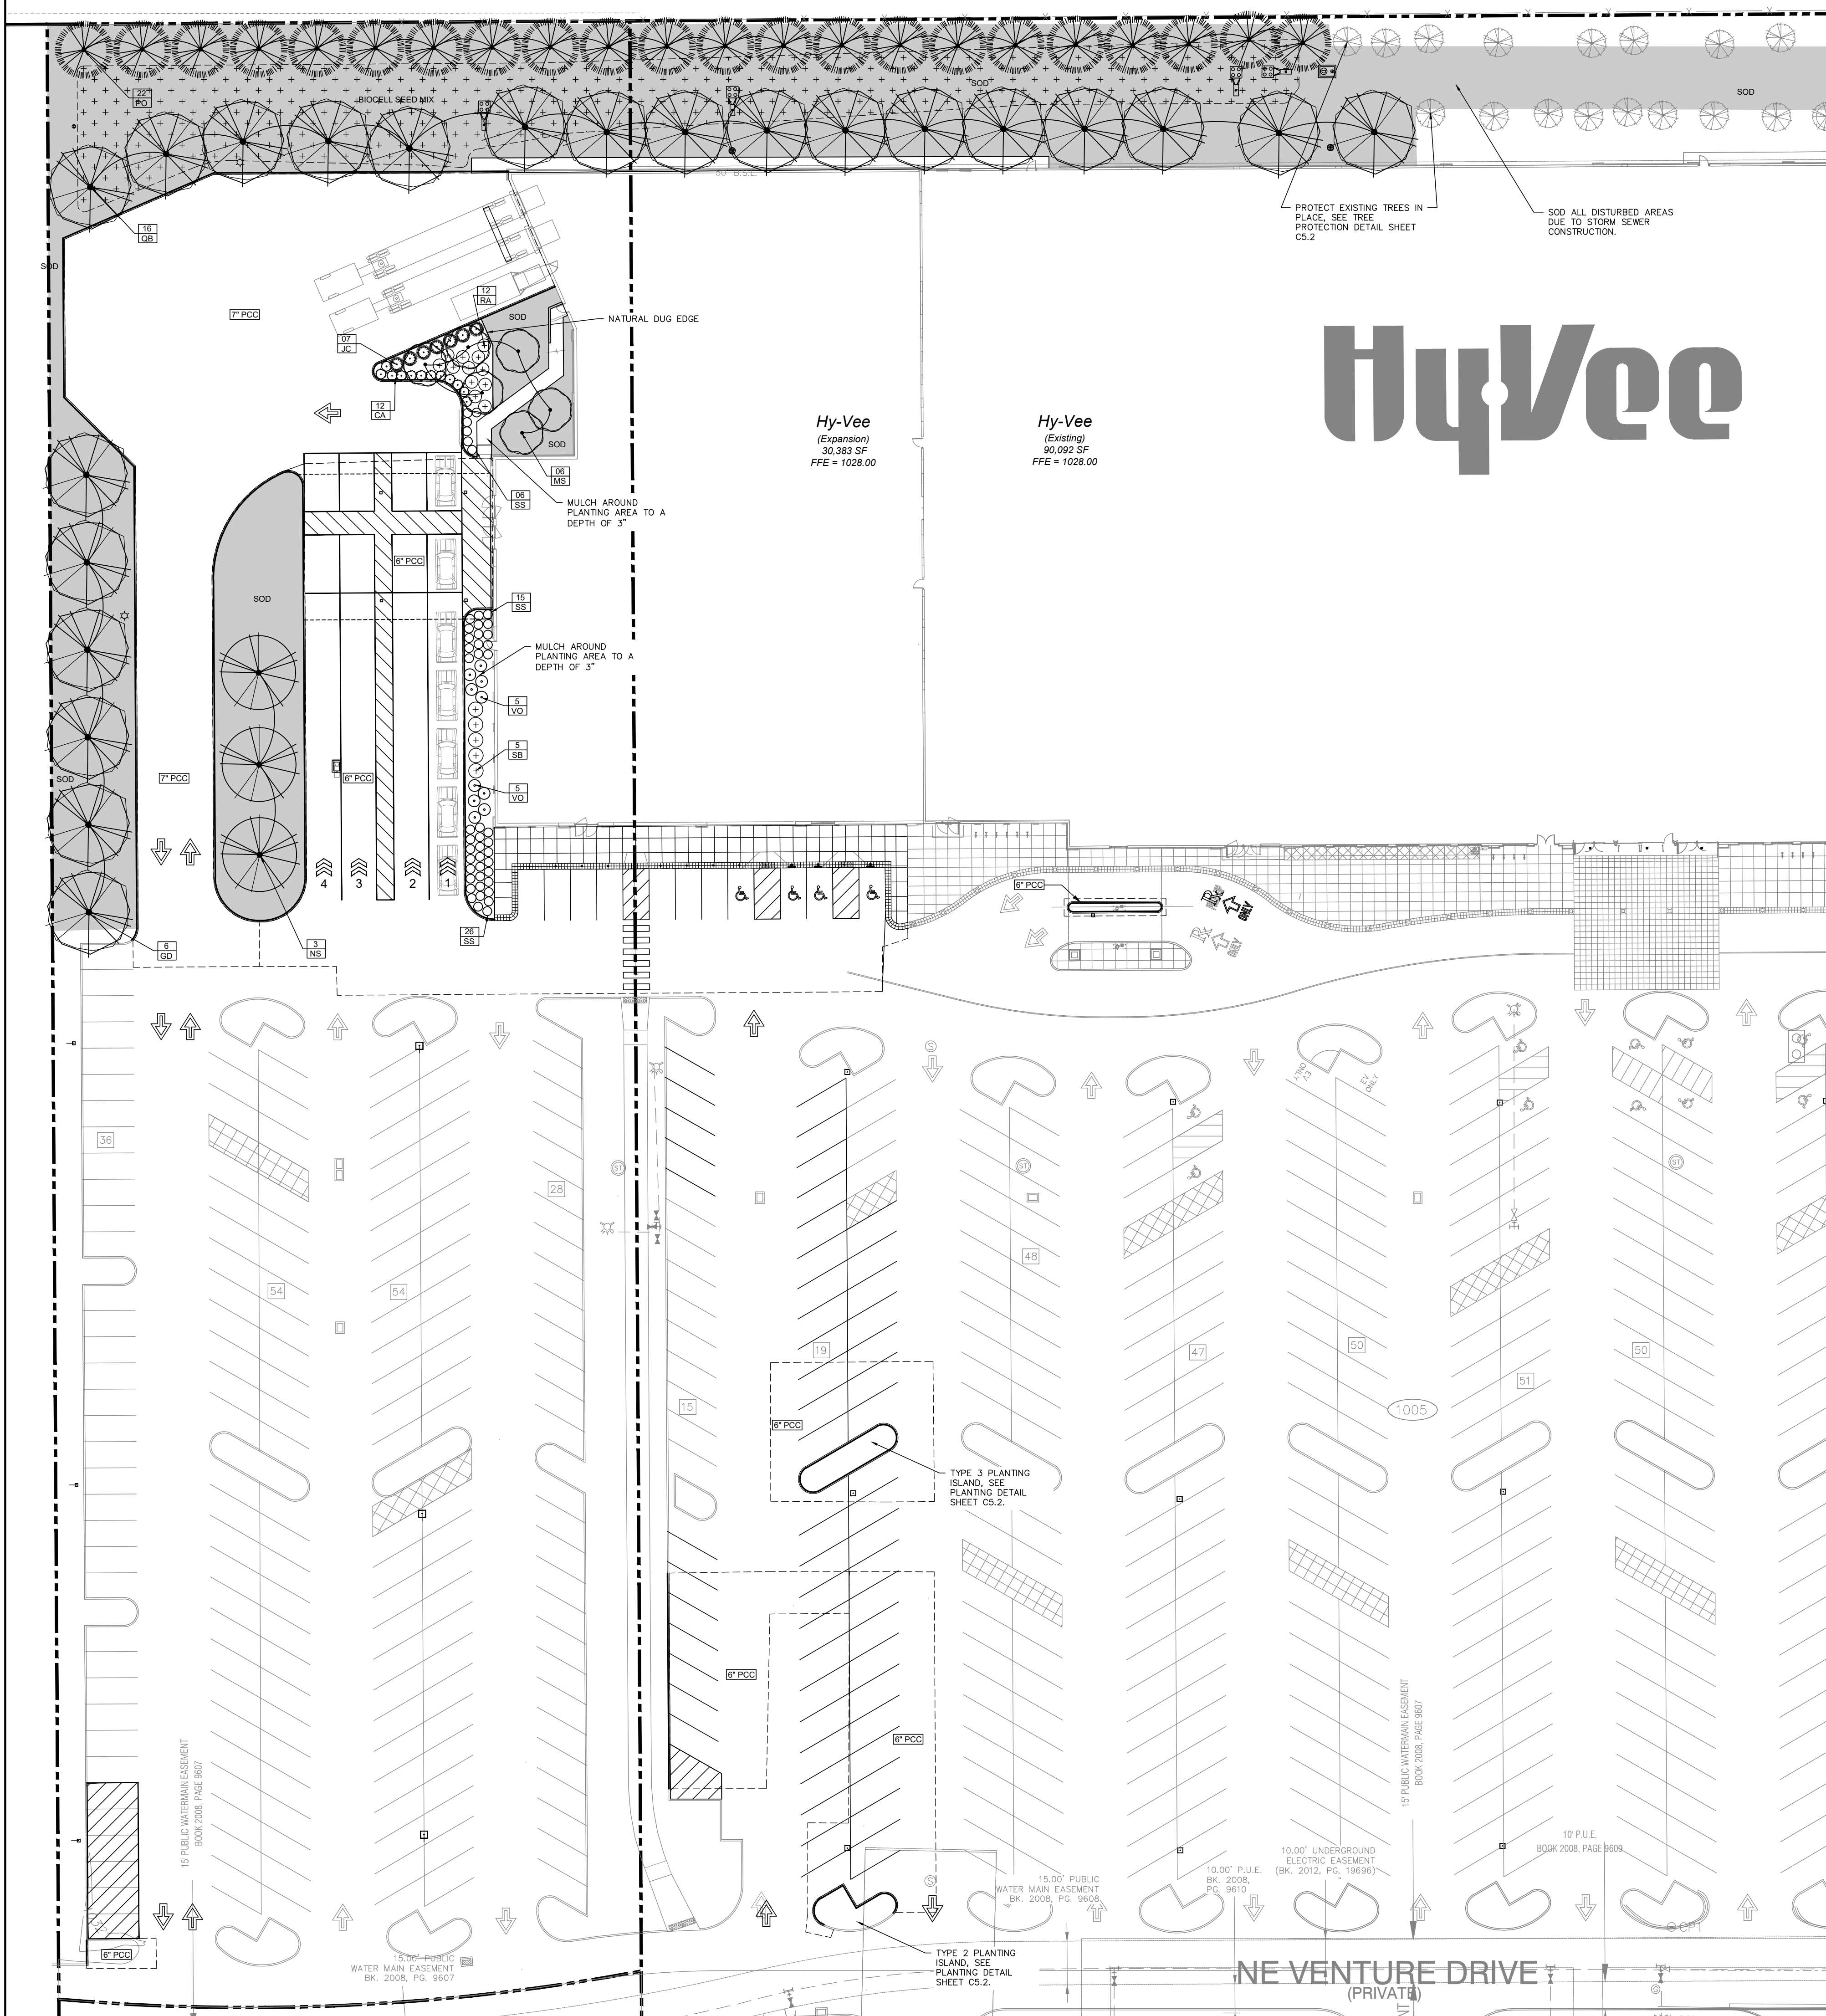 22
PO
BIOCELL SEED MIX
SOD
SOD
50' B.S.E.
16
QB
PROTECT EXISTING TREES IN
PLACE, SEE TREE
PROTECTION DETAIL SHEET
C5.2
SOD ALL DISTURBED AREAS
DUE TO STORM SEWER
CONSTRUCTION.
SOD
7" PCC
12
RA
SOD
NATURAL DUG EDGE
07
JC
12
CA
SOD
06
MS
06
SS
MULCH AROUND
PLANTING AREA TO A
DEPTH OF 3"
Hy-Vee
(Expansion)
30,383 SF
FFE = 1028.00
Hy-Vee
(Existing)
90,092 SF
FFE = 1028.00
HyVee
6" PCC
SOD
15
SS
MULCH AROUND
PLANTING AREA TO A
DEPTH OF 3"
5
VO
5
SB
5
VO
SOD
7" PCC
6" PCC
4
3
2
1
6
GD
3
NS
26
SS
6" PCC
ONLY
ONLY
S
EV
ONLY
EV
ONLY
36
28
ST
ST
ST
54
54
48
19
47
50
51
50
15
1005
6" PCC
TYPE 3 PLANTING
ISLAND, SEE
PLANTING DETAIL
SHEET C5.2.
6" PCC
6" PCC
15' PUBLIC WATERMAIN EASEMENT
BOOK 2008, PAGE 9607
15' PUBLIC WATERMAIN EASEMENT
BOOK 2008, PAGE 9607
10' P.U.E.
BOOK 2008, PAGE 9609
10.00' UNDERGROUND
ELECTRIC EASEMENT
(BK. 2012, PG. 19696)
10.00' P.U.E.
BK. 2008,
PG. 9610
15.00' PUBLIC
WATER MAIN EASEMENT
BK. 2008, PG. 9608
S
CP1
6" PCC
15.00' PUBLIC
WATER MAIN EASEMENT
BK. 2008, PG. 9607
TYPE 2 PLANTING
ISLAND, SEE
PLANTING DETAIL
SHEET C5.2.
NE VENTURE DRIVE
(PRIVATE)
G